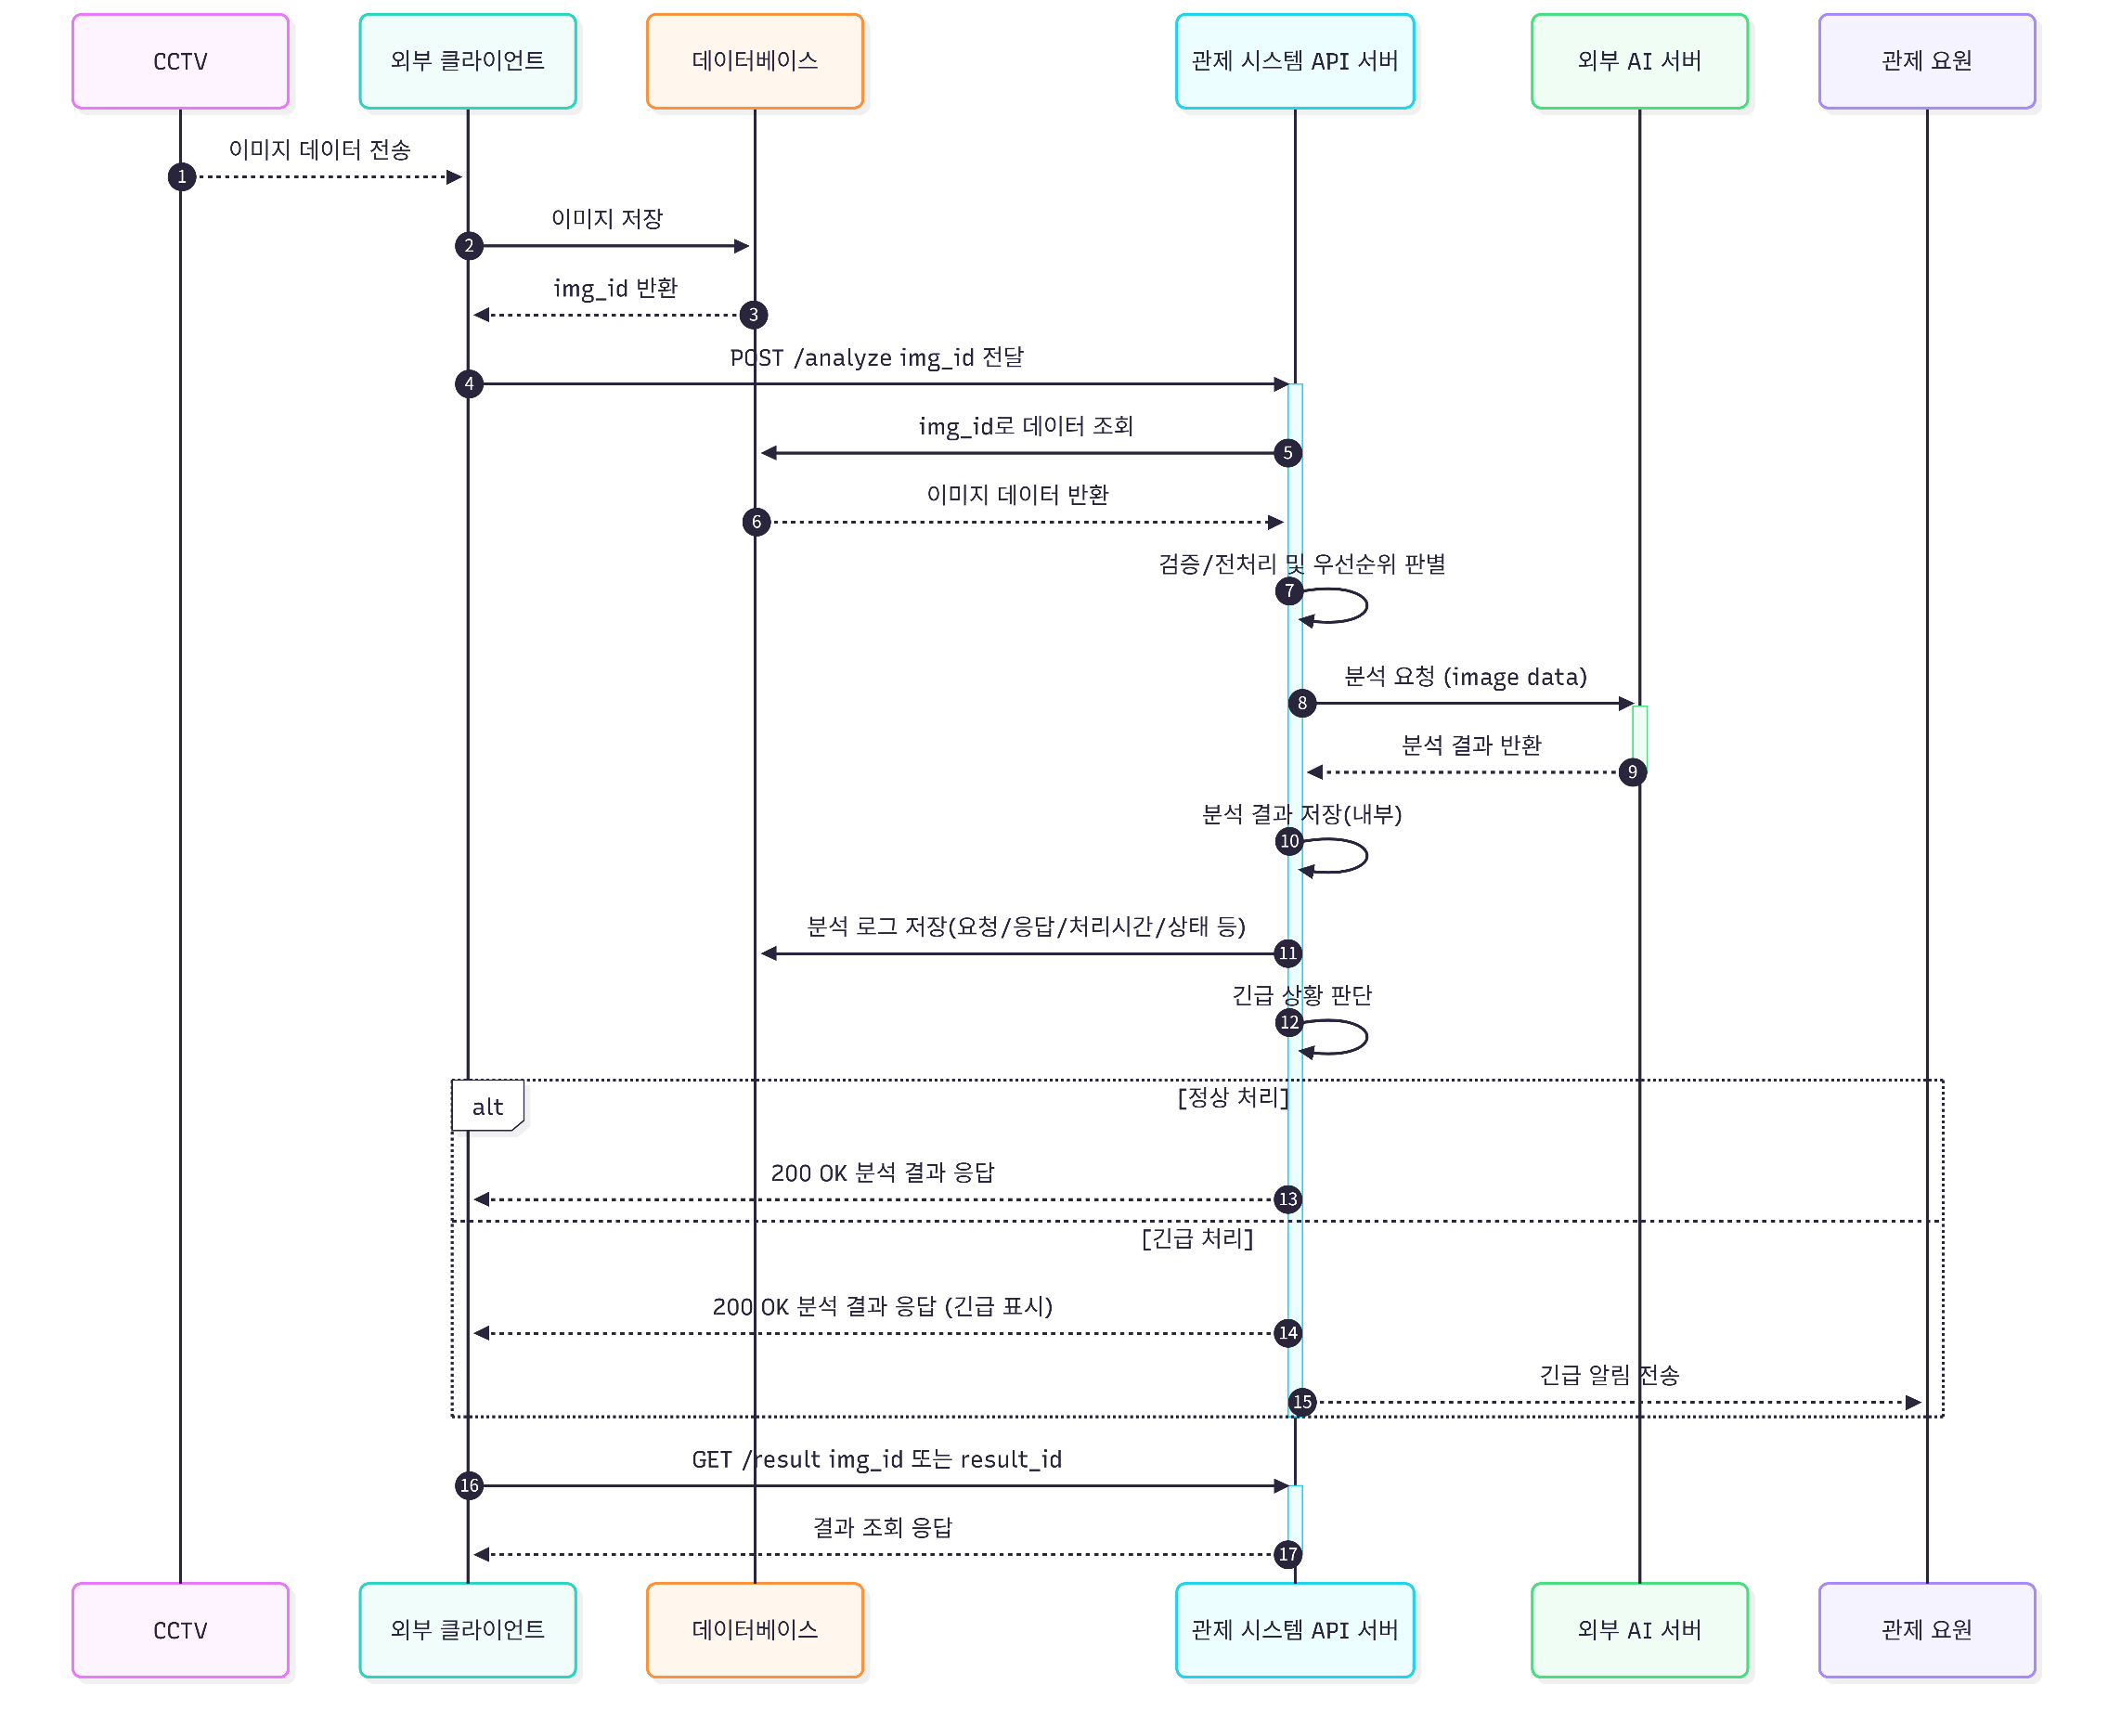 CCTV
외부 클라이언트
데이터베이스
관제 시스템 API 서버
외부 AI 서버
관제 요원
이미지 데이터 전송
1
이미지 저장
2
img_id 반환
3
POST /analyze img_id 전달
4
img_id로 데이터 조회
5
이미지 데이터 반환
6
검증/전처리 및 우선순위 판별
7
분석 요청 (image data)
8
분석 결과 반환
9
분석 결과 저장(내부)
10
분석 로그 저장(요청/응답/처리시간/상태 등)
11
긴급 상황 판단
12
alt
[정상 처리]
200 OK 분석 결과 응답
13
[긴급 처리]
200 OK 분석 결과 응답 (긴급 표시)
14
긴급 알림 전송
15
GET /result img_id 또는 result_id
16
결과 조회 응답
17
CCTV
외부 클라이언트
데이터베이스
관제 시스템 API 서버
외부 AI 서버
관제 요원